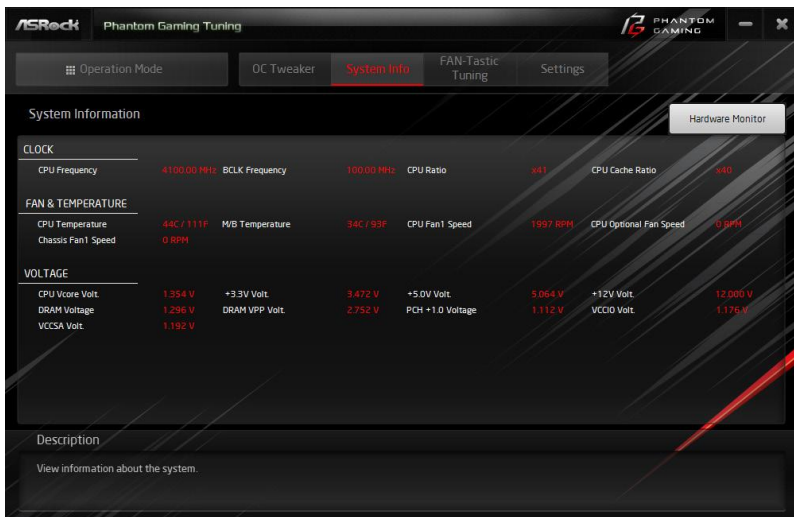 ASRock Phantom Gaming Tuning PHANTOM GAMING
Operation Mode OC Tweaker System Info FAN-Tastic Tuning Settings
System Information
Hardware Monitor
CLOCK
CPU Frequency 4100.00 MHz BCLK Frequency 100.00 MHz CPU Ratio x41 CPU Cache Ratio x40
FAN & TEMPERATURE
CPU Temperature 44C / 111F M/B Temperature 34C / 93F CPU Fan1 Speed 1997 RPM CPU Optional Fan Speed 0 RPM
Chassis Fan1 Speed 0 RPM
VOLTAGE
CPU Vcore Volt. 1.354 V +3.3V Volt. 3.472 V +5.0V Volt. 5.064 V +12V Volt. 12.000 V
DRAM Voltage 1.296 V DRAM VPP Volt. 2.752 V PCH +1.0 Voltage 1.112 V VCCIO Volt. 1.176 V
VCCSA Volt. 1.192 V
Description
View information about the system.